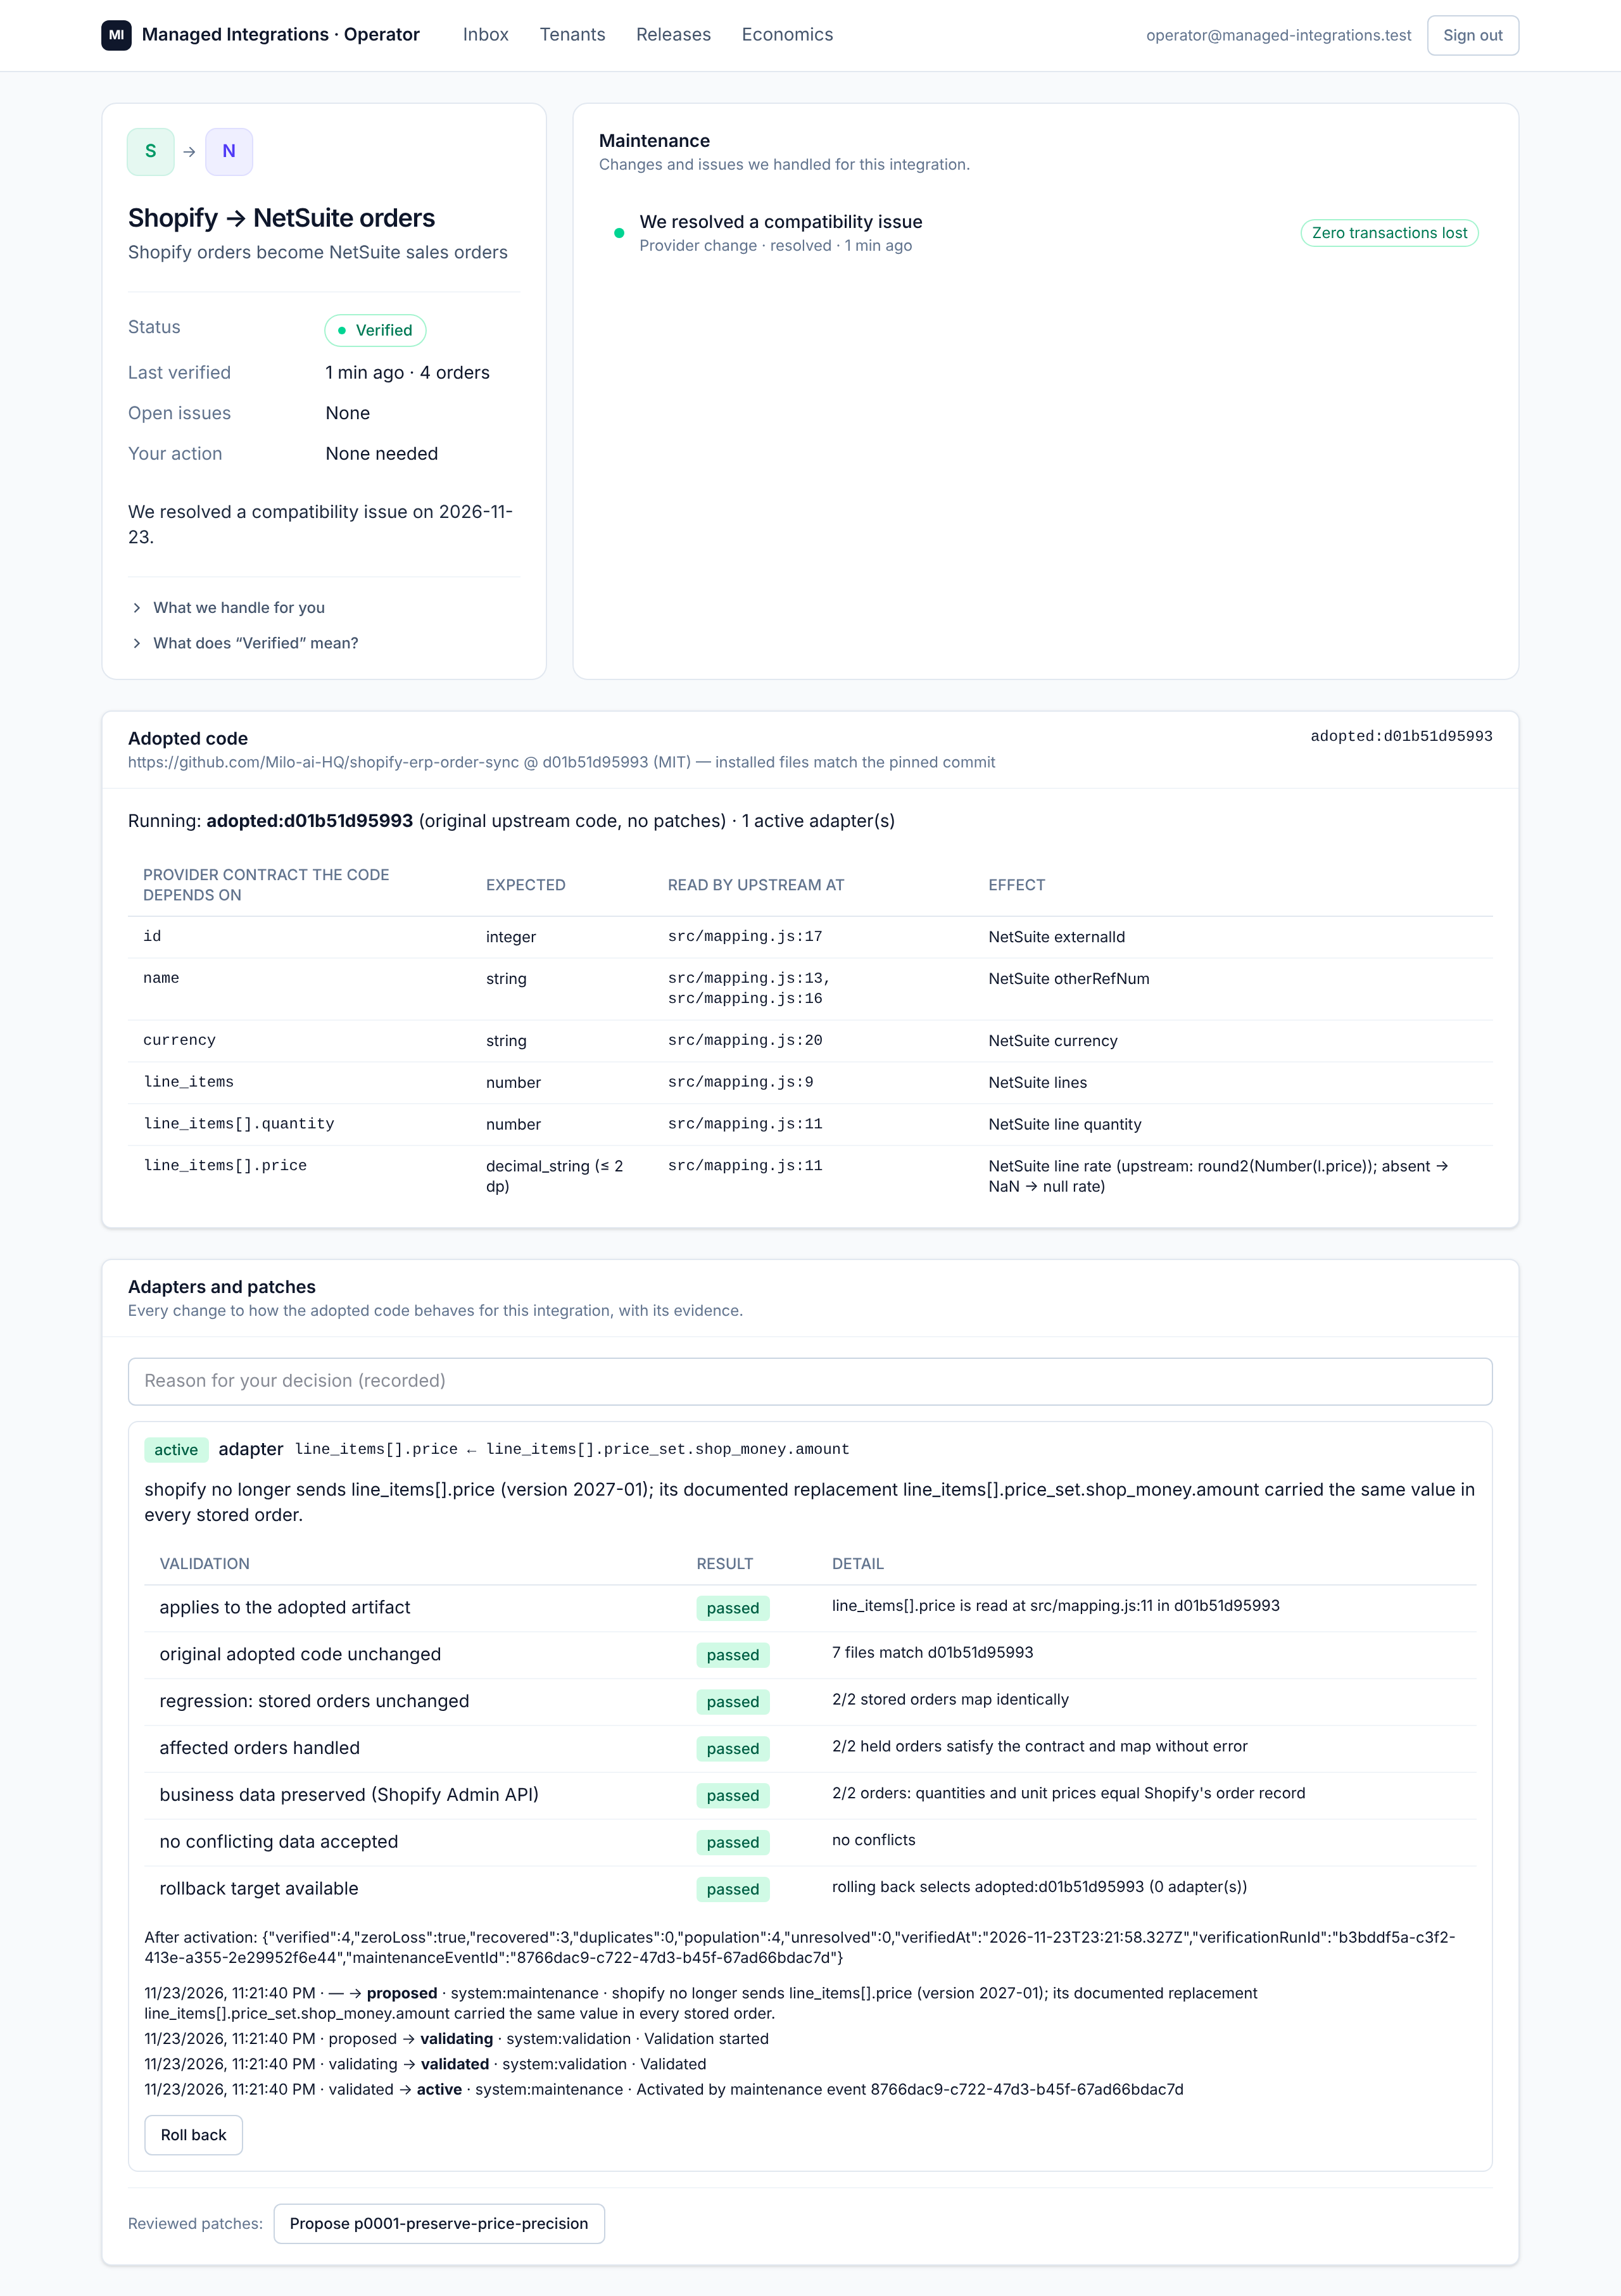 MI Managed Integrations · Operator Inbox Tenants Releases Economics operator@managed-integrations.test Sign out
S → N
Shopify → NetSuite orders
Shopify orders become NetSuite sales orders
Status Verified
Last verified 1 min ago · 4 orders
Open issues None
Your action None needed
We resolved a compatibility issue on 2026-11-
23.
What we handle for you
What does “Verified” mean?
Maintenance
Changes and issues we handled for this integration.
We resolved a compatibility issue
Provider change · resolved · 1 min ago
Zero transactions lost
Adopted code
adopted:d01b51d95993
https://github.com/Milo-ai-HQ/shopify-erp-order-sync @ d01b51d95993 (MIT) — installed files match the pinned commit
Running: adopted:d01b51d95993 (original upstream code, no patches) · 1 active adapter(s)
PROVIDER CONTRACT THE CODE
DEPENDS ON
EXPECTED READ BY UPSTREAM AT EFFECT
id integer src/mapping.js:17 NetSuite externalId
name string src/mapping.js:13,
src/mapping.js:16
NetSuite otherRefNum
currency string src/mapping.js:20 NetSuite currency
line_items number src/mapping.js:9 NetSuite lines
line_items[].quantity number src/mapping.js:11 NetSuite line quantity
line_items[].price decimal_string (≤ 2
dp)
src/mapping.js:11
NetSuite line rate (upstream: round2(Number(l.price)); absent →
NaN → null rate)
Adapters and patches
Every change to how the adopted code behaves for this integration, with its evidence.
Reason for your decision (recorded)
active adapter line_items[].price ← line_items[].price_set.shop_money.amount
shopify no longer sends line_items[].price (version 2027-01); its documented replacement line_items[].price_set.shop_money.amount carried the same value in
every stored order.
VALIDATION RESULT DETAIL
applies to the adopted artifact passed line_items[].price is read at src/mapping.js:11 in d01b51d95993
original adopted code unchanged passed 7 files match d01b51d95993
regression: stored orders unchanged passed 2/2 stored orders map identically
affected orders handled passed 2/2 held orders satisfy the contract and map without error
business data preserved (Shopify Admin API) passed 2/2 orders: quantities and unit prices equal Shopify's order record
no conflicting data accepted passed no conflicts
rollback target available passed rolling back selects adopted:d01b51d95993 (0 adapter(s))
After activation: {"verified":4,"zeroLoss":true,"recovered":3,"duplicates":0,"population":4,"unresolved":0,"verifiedAt":"2026-11-23T23:21:58.327Z","verificationRunId":"b3bddf5a-c3f2-
413e-a355-2e29952f6e44","maintenanceEventId":"8766dac9-c722-47d3-b45f-67ad66bdac7d"}
11/23/2026, 11:21:40 PM · — → proposed · system:maintenance · shopify no longer sends line_items[].price (version 2027-01); its documented replacement
line_items[].price_set.shop_money.amount carried the same value in every stored order.
11/23/2026, 11:21:40 PM · proposed → validating · system:validation · Validation started
11/23/2026, 11:21:40 PM · validating → validated · system:validation · Validated
11/23/2026, 11:21:40 PM · validated → active · system:maintenance · Activated by maintenance event 8766dac9-c722-47d3-b45f-67ad66bdac7d
Roll back
Reviewed patches: Propose p0001-preserve-price-precision